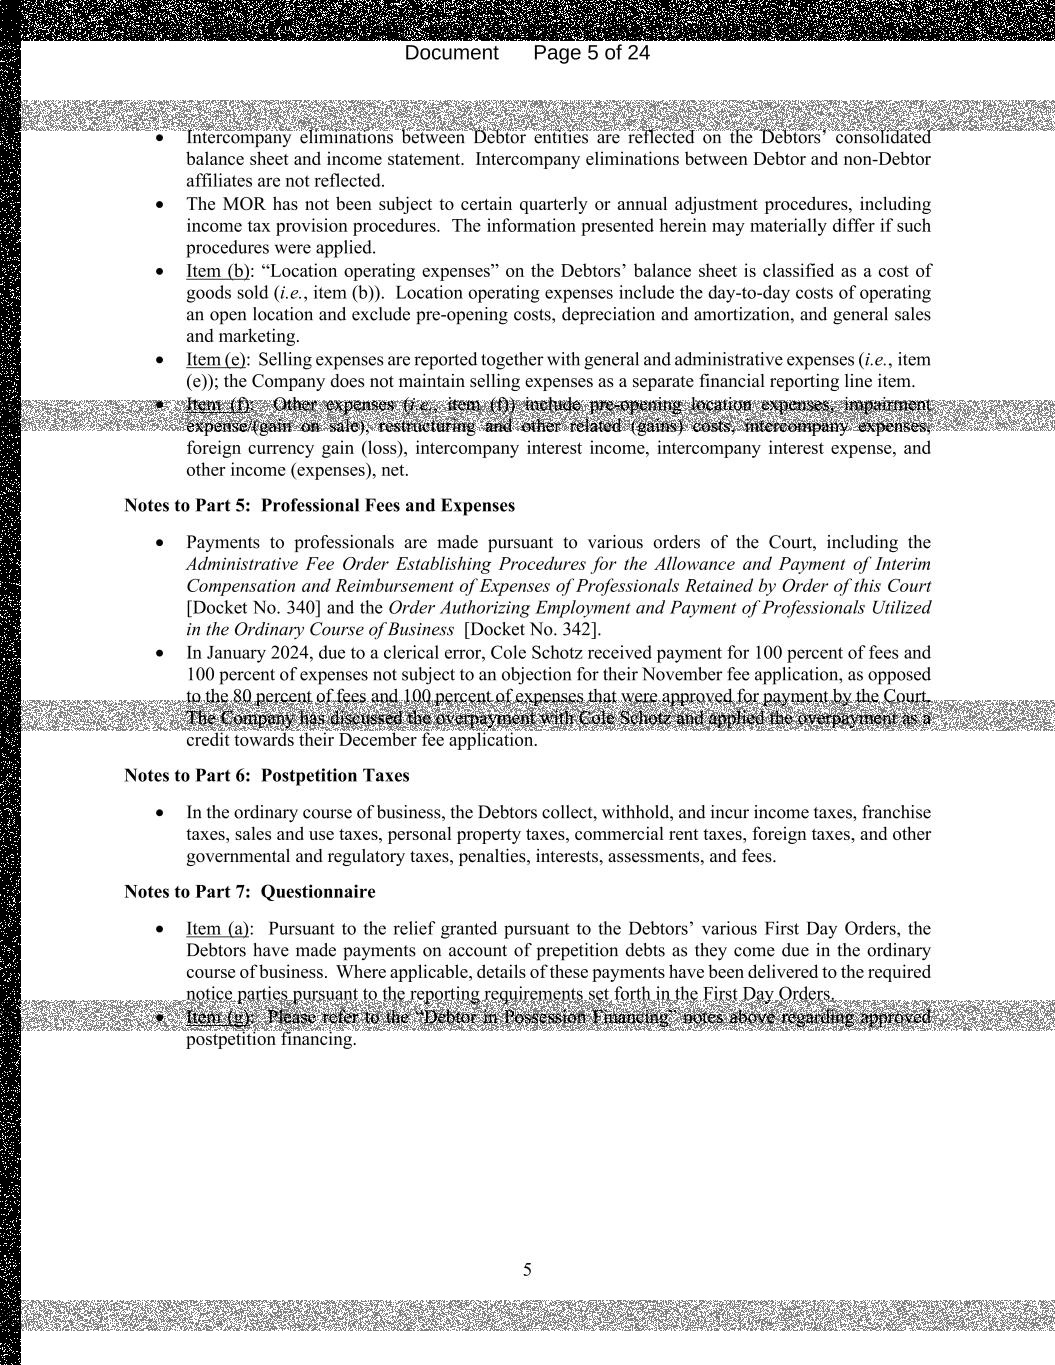 Document Page 5 of 24
• Intercompany eliminations between Debtor entities are reflected on the Debtors’ consolidated
balance sheet and income statement.  Intercompany eliminations between Debtor and non-Debtor
affiliates are not reflected.
• The MOR has not been subject to certain quarterly or annual adjustment procedures, including
income tax provision procedures.  The information presented herein may materially differ if such
procedures were applied.
• Item (b): “Location operating expenses” on the Debtors’ balance sheet is classified as a cost of
goods sold (i.e., item (b)).  Location operating expenses include the day-to-day costs of operating
an open location and exclude pre-opening costs, depreciation and amortization, and general sales
and marketing.
• Item (e):  Selling expenses are reported together with general and administrative expenses (i.e., item
(e)); the Company does not maintain selling expenses as a separate financial reporting line item.
• Item (f):  Other expenses (i.e., item (f)) include pre-opening location expenses, impairment
expense/(gain on sale), restructuring and other related (gains) costs, intercompany expenses,
foreign currency gain (loss), intercompany interest income, intercompany interest expense, and
other income (expenses), net.
Notes to Part 5:  Professional Fees and Expenses
• Payments to professionals are made pursuant to various orders of the Court, including the
Administrative Fee Order Establishing Procedures for the Allowance and Payment of Interim
Compensation and Reimbursement of Expenses of Professionals Retained by Order of this Court
[Docket No. 340] and the Order Authorizing Employment and Payment of Professionals Utilized
in the Ordinary Course of Business  [Docket No. 342].
• In January 2024, due to a clerical error, Cole Schotz received payment for 100 percent of fees and
100 percent of expenses not subject to an objection for their November fee application, as opposed
to the 80 percent of fees and 100 percent of expenses that were approved for payment by the Court.
The Company has discussed the overpayment with Cole Schotz and applied the overpayment as a
credit towards their December fee application.
Notes to Part 6:  Postpetition Taxes
• In the ordinary course of business, the Debtors collect, withhold, and incur income taxes, franchise
taxes, sales and use taxes, personal property taxes, commercial rent taxes, foreign taxes, and other
governmental and regulatory taxes, penalties, interests, assessments, and fees.
Notes to Part 7:  Questionnaire
• Item (a):  Pursuant to the relief granted pursuant to the Debtors’ various First Day Orders, the
Debtors have made payments on account of prepetition debts as they come due in the ordinary
course of business.  Where applicable, details of these payments have been delivered to the required
notice parties pursuant to the reporting requirements set forth in the First Day Orders.
• Item (g):  Please refer to the “Debtor in Possession Financing” notes above regarding approved
postpetition financing.
5